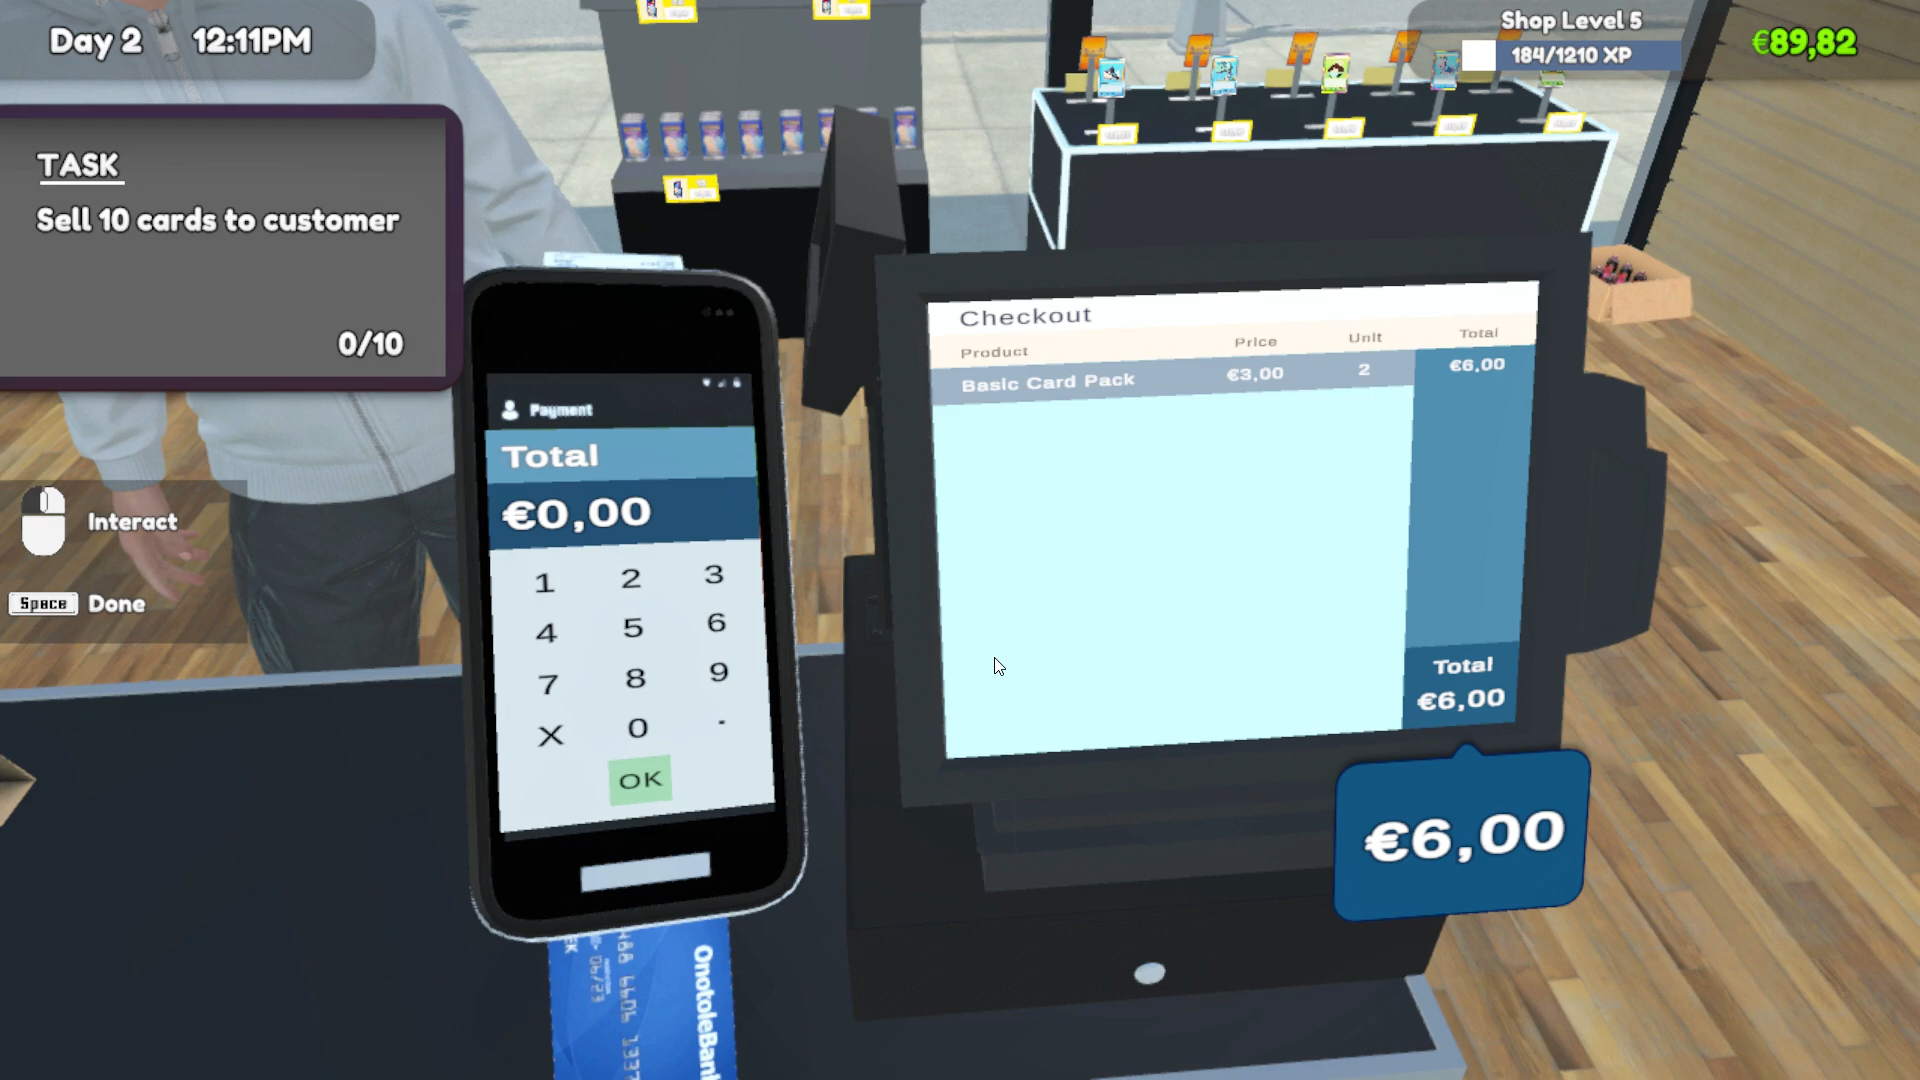 Day 2
12:11PM
Shop Level 5
184/1210 XP
€89,82
TASK
Sell 10 cards to customer
0/10
Interact
Space Done
Payment
Total
€0,00
1 2 3
4 5 6
7 8 9
X 0 .
OK
Checkout
Product Price Unit Total
Basic Card Pack €3,00 2 €6,00
Total
€6,00
€6,00
OnotoleBank
06/23